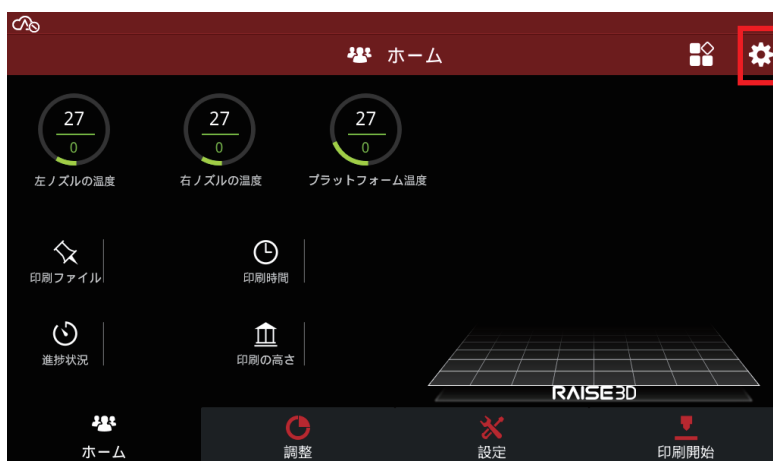 ホーム
27
0
27
0
27
0
左ノズルの温度
右ノズルの温度
プラットフォーム温度
印刷ファイル
印刷時間
進捗状況
印刷の高さ
RAISE3D
ホーム
調整
設定
印刷開始